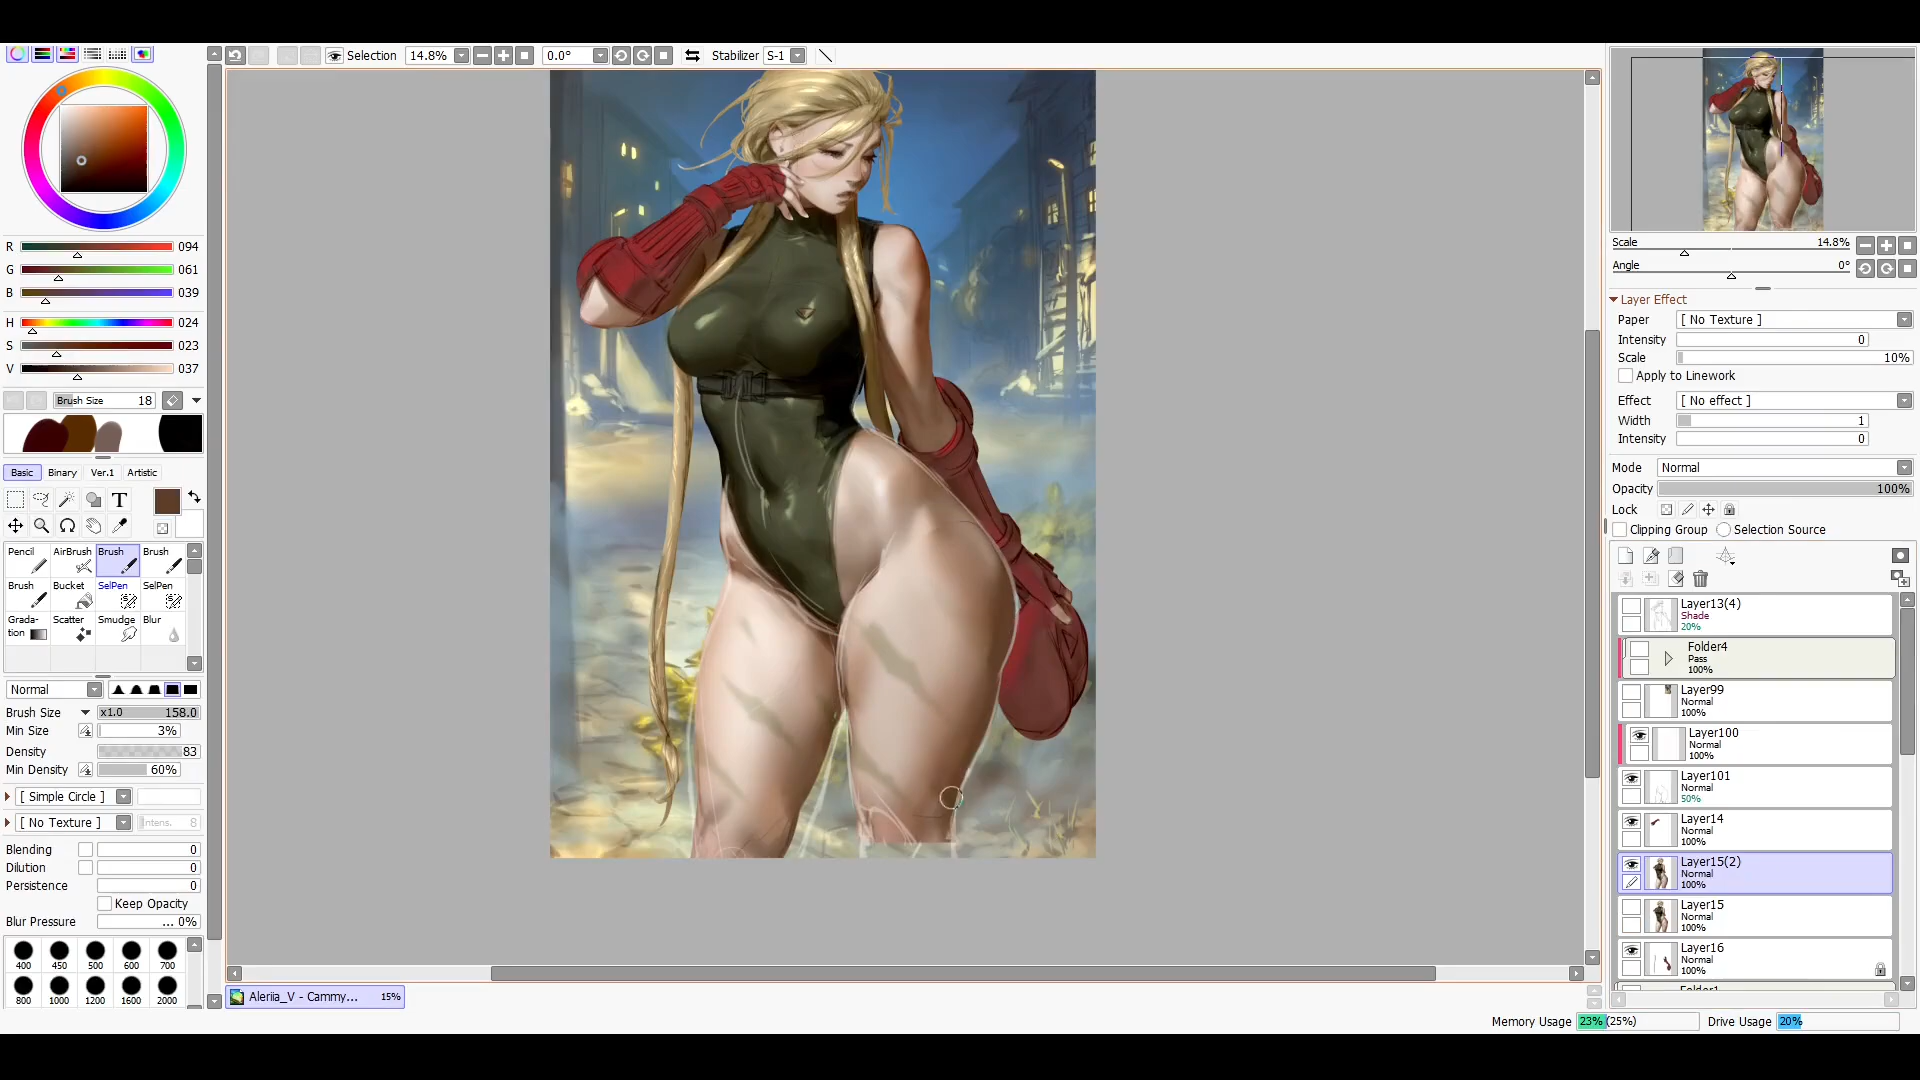 Selection 14.8% 0.0° Stabilizer S-1
R 094
G 061
B 039
H 024
S 023
V 037
Brush Size 18
Basic Binary Ver.1 Artistic
T
Pencil AirBrush Brush Brush
Brush Bucket SelPen SelPen
Grada-
tion Scatter Smudge Blur
Normal
Brush Size x1.0 158.0
Min Size 3%
Density 83
Min Density 60%
[ Simple Circle ]
[ No Texture ] Intens. 8
Blending 0
Dilution 0
Persistence 0
Keep Opacity
Blur Pressure ... 0%
400 450 500 600 700
800 1000 1200 1600 2000
Aleriia_V - Cammy... 15%
Scale 14.8%
Angle 0°
Layer Effect
Paper [ No Texture ]
Intensity 0
Scale 10%
Apply to Linework
Effect [ No effect ]
Width 1
Intensity 0
Mode Normal
Opacity 100%
Lock
Clipping Group Selection Source
Layer13(4)
Shade
20%
Folder4
Pass
100%
Layer99
Normal
100%
Layer100
Normal
100%
Layer101
Normal
50%
Layer14
Normal
100%
Layer15(2)
Normal
100%
Layer15
Normal
100%
Layer16
Normal
100%
Folder1
Memory Usage 23% (25%) Drive Usage 20%